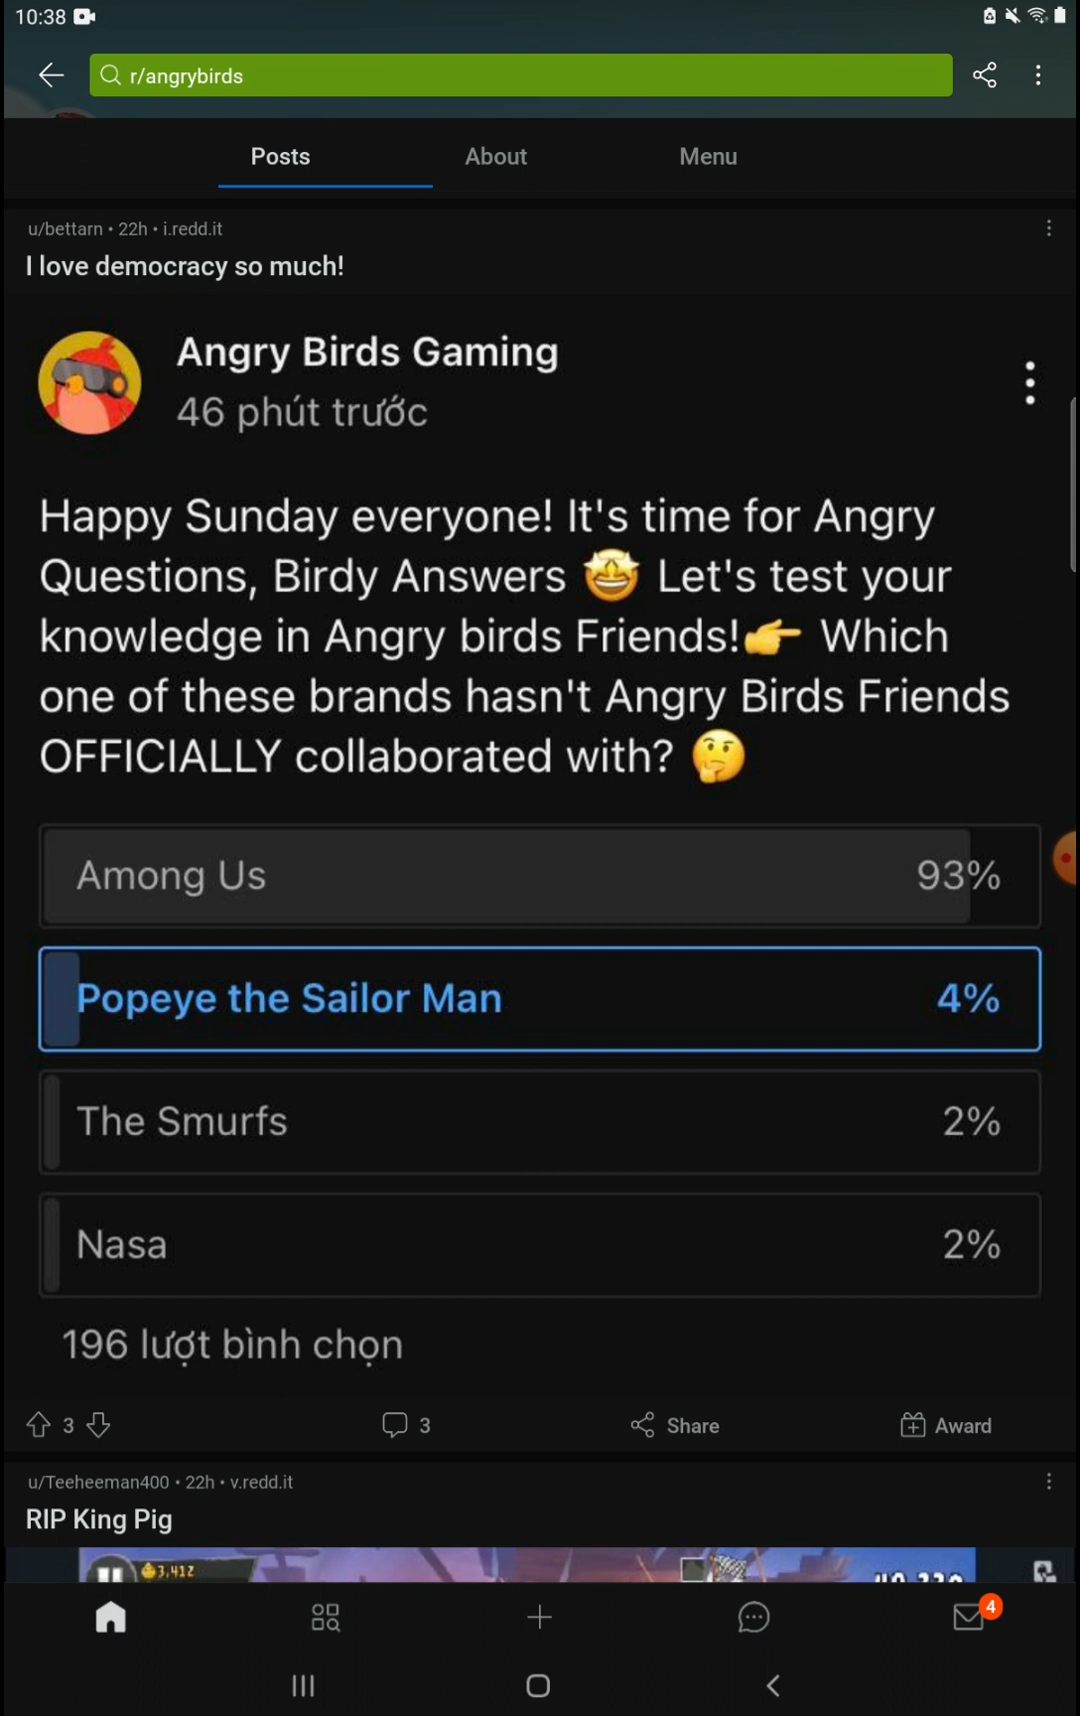 10:38
r/angrybirds
Posts About Menu
u/bettarn • 22h • i.redd.it
I love democracy so much!
Angry Birds Gaming
46 phút trước
Happy Sunday everyone! It's time for Angry
Questions, Birdy Answers 🤩 Let's test your
knowledge in Angry birds Friends!👉 Which
one of these brands hasn't Angry Birds Friends
OFFICIALLY collaborated with? 🤔
Among Us 93%
Popeye the Sailor Man 4%
The Smurfs 2%
Nasa 2%
196 lượt bình chọn
3 3 Share Award
u/Teeheeman400 • 22h • v.redd.it
RIP King Pig
3,412
4